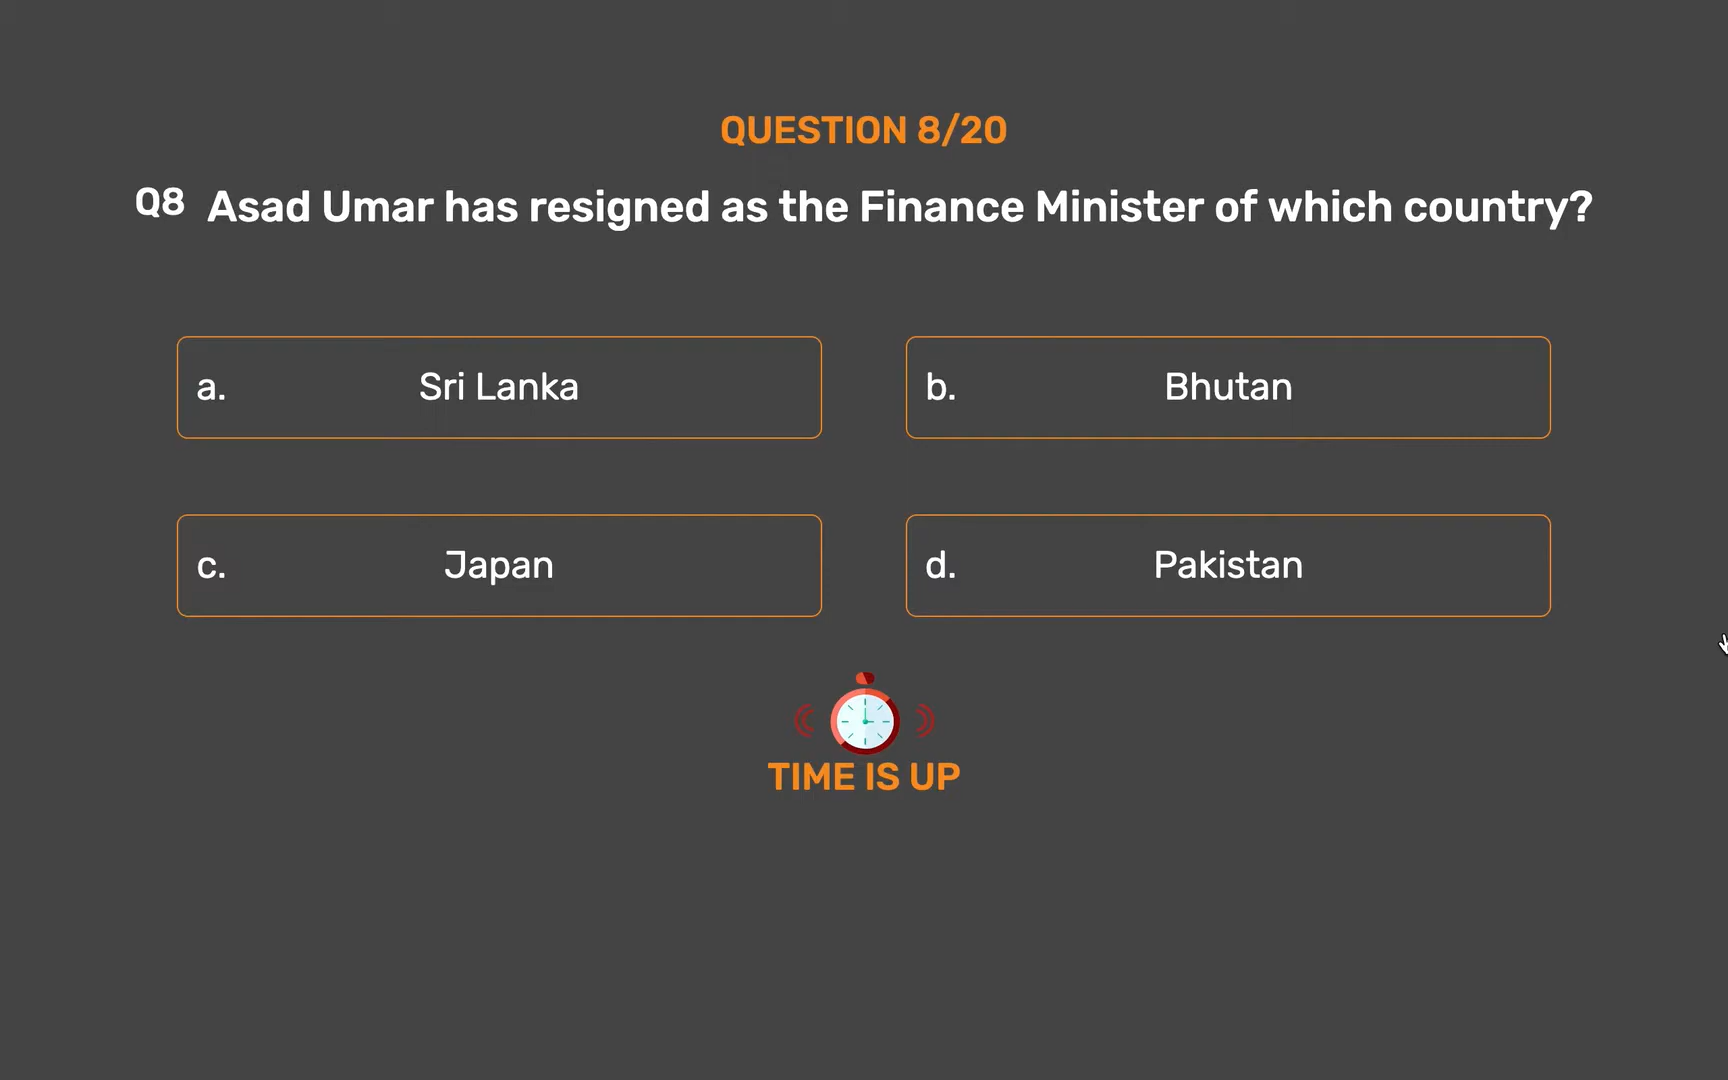 QUESTION 8/20
Q8 Asad Umar has resigned as the Finance Minister of which country?
a. Sri Lanka
b. Bhutan
c. Japan
d. Pakistan
TIME IS UP